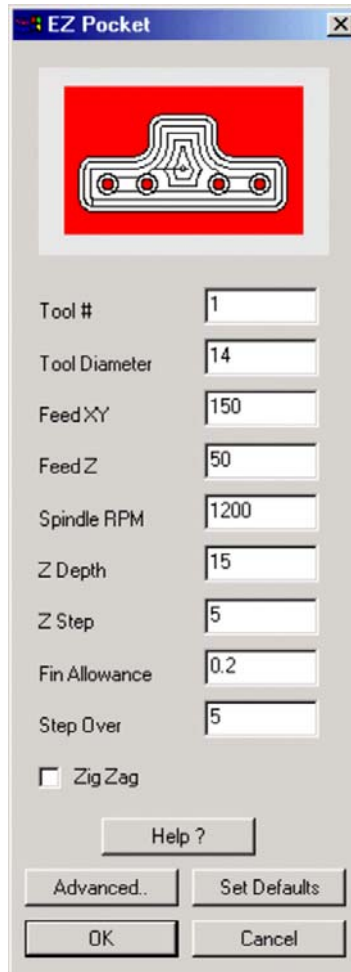 EZ Pocket
Tool # 1
Tool Diameter 14
Feed XY 150
Feed Z 50
Spindle RPM 1200
Z Depth 15
Z Step 5
Fin Allowance 0.2
Step Over 5
Zig Zag
Help ?
Advanced.. Set Defaults
OK Cancel